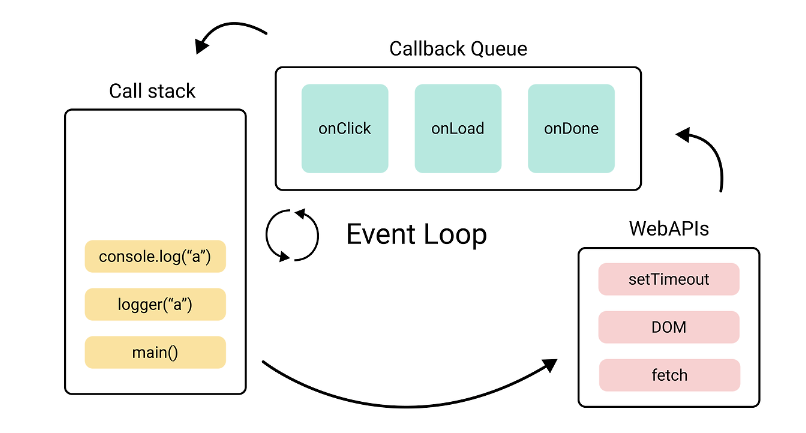 Callback Queue
Call stack
onClick
onLoad
onDone
Event Loop
WebAPIs
console.log(“a”)
logger(“a”)
main()
setTimeout
DOM
fetch